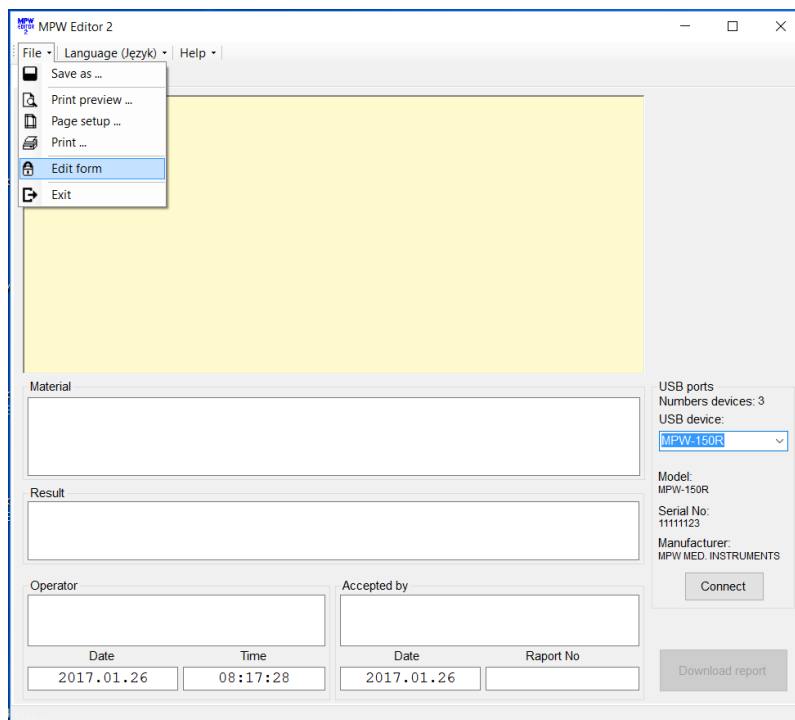 MPW EDITOR 2 MPW Editor 2
File Language (Język) Help
Save as ...
Print preview ...
Page setup ...
Print ...
Edit form
Exit
Material
Result
Operator
Accepted by
Date Time Date Raport No
2017.01.26 08:17:28 2017.01.26
USB ports
Numbers devices: 3
USB device:
MPW-150R
Model:
MPW-150R
Serial No:
11111123
Manufacturer:
MPW MED. INSTRUMENTS
Connect
Download report